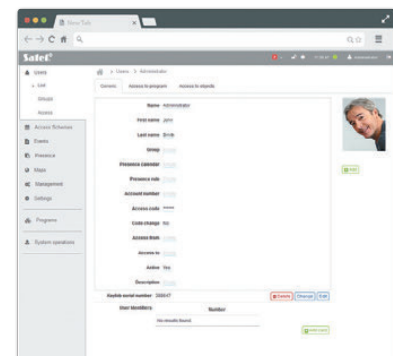 New Tab
Satel®
Users
> Users > Administrator
List
General Access to program Access to objects
Groups
Access
Name Administrator
Access Schemes
First name John
Events
Last name Smith
Presence
Group
Maps
Presence calendar
Management
Presence rule
Settings
Account number
Access code ******
Programs
Code change No
System operations
Access from
Access to
Active Yes
Description
Keyfob serial number
Delete Change Edit
User Identifiers
Number
No results found